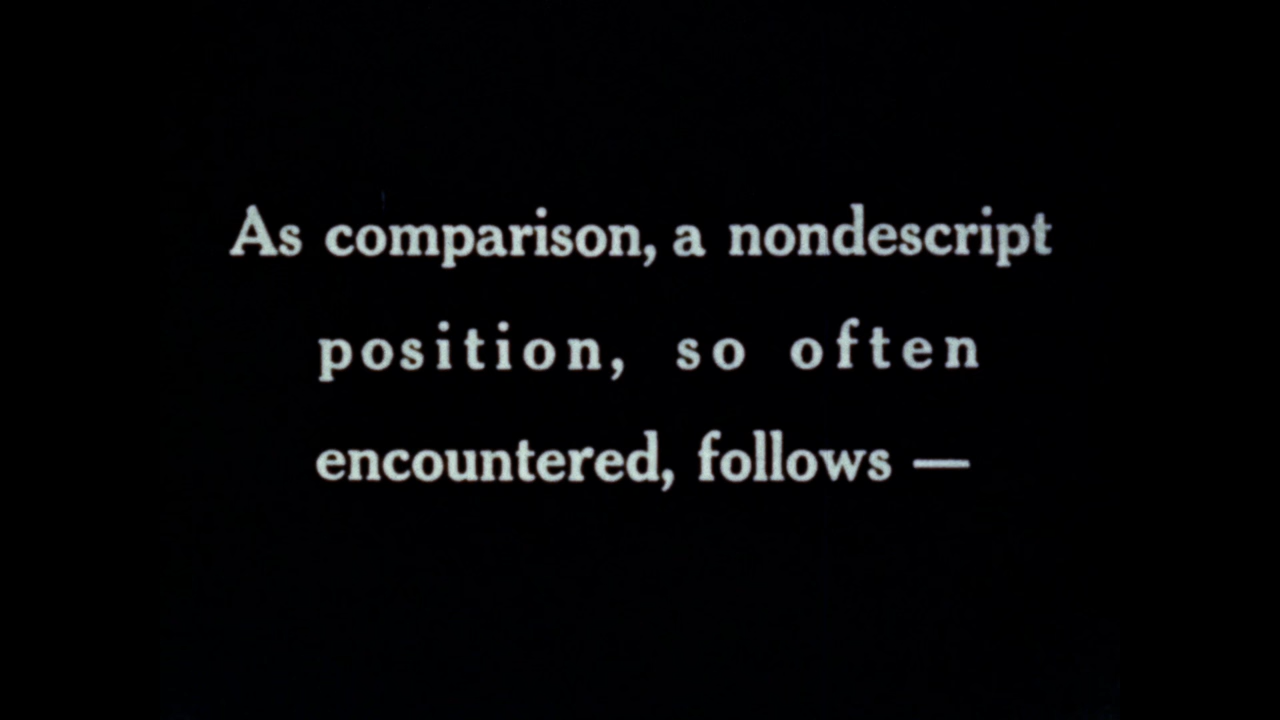 As comparison, a nondescript
position, so often
encountered, follows —